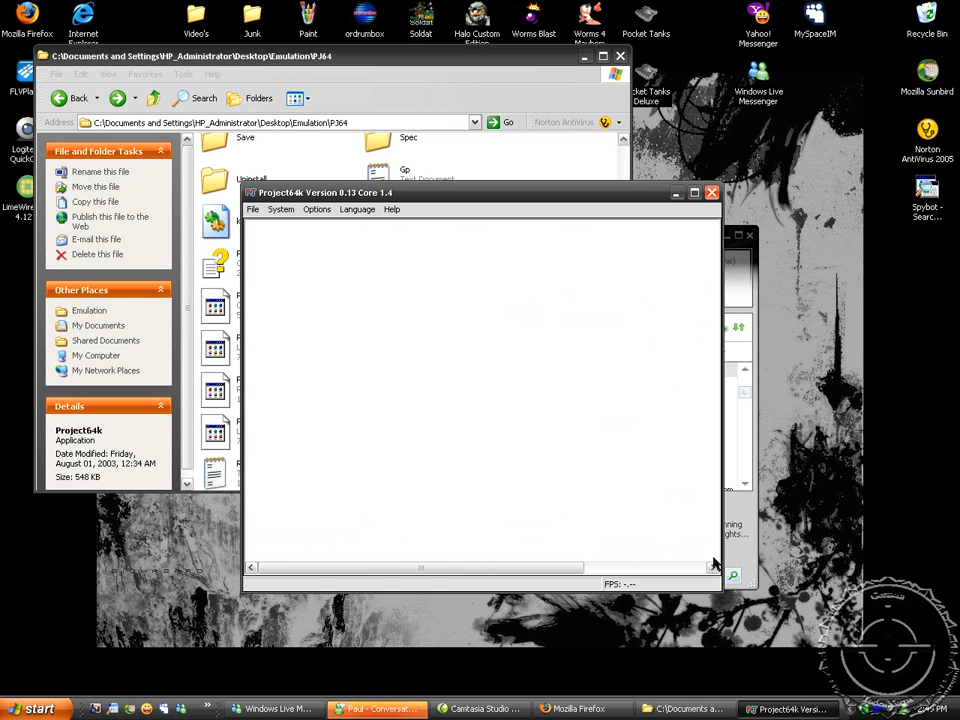 Mozilla Firefox
Internet
Explorer
Video's
Junk
Paint
ordrumbox
Soldat
Halo Custom
Edition
Worms Blast
Worms 4
Mayhem
Pocket Tanks
Yahoo!
Messenger
MySpaceIM
Recycle Bin
C:\Documents and Settings\HP_Administrator\Desktop\Emulation\PJ64
File Edit View Favorites Tools Help
Back
Search
Folders
Address
C:\Documents and Settings\HP_Administrator\Desktop\Emulation\PJ64
Go
Norton AntiVirus
FLVPla
cket Tanks
Deluxe
Windows Live
Messenger
Mozilla Sunbird
Logite
QuickC
LimeWire
4.12
Norton
AntiVirus 2005
Spybot -
Searc...
File and Folder Tasks
Rename this file
Move this file
Copy this file
Publish this file to the
Web
E-mail this file
Delete this file
Other Places
Emulation
My Documents
Shared Documents
My Computer
My Network Places
Details
Project64k
Application
Date Modified: Friday,
August 01, 2003, 12:34 AM
Size: 548 KB
Save
Spec
Gp
Text Document
Uninstall
Project64k Version 0.13 Core 1.4
File System Options Language Help
FPS: -.--
nning
ghts...
start
Windows Live M...
Paul - Conversat...
Camtasia Studio ...
Mozilla Firefox
C:\Documents a...
Project64k Versi...